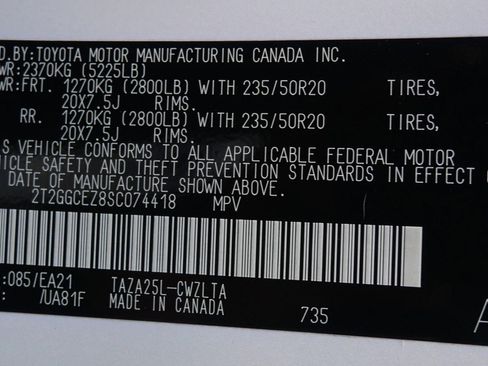 D.BY:TOYOTA MOTOR MANUFACTURING CANADA INC.
WR:2370KG (5225LB)
WR:FRT. 1270KG (2800LB) WITH 235/50R20 TIRES,
20X7.5J RIMS.
RR. 1270KG (2800LB) WITH 235/50R20 TIRES,
20X7.5J RIMS.
S VEHICLE CONFORMS TO ALL APPLICABLE FEDERAL MOTOR
EHICLE SAFETY AND THEFT PREVENTION STANDARDS IN EFFECT
DATE OF MANUFACTURE SHOWN ABOVE.
2T2GGCEZ8SC074418 MPV
:085/EA21 TAZA25L-CWZLTA
: /UA81F MADE IN CANADA 735
A